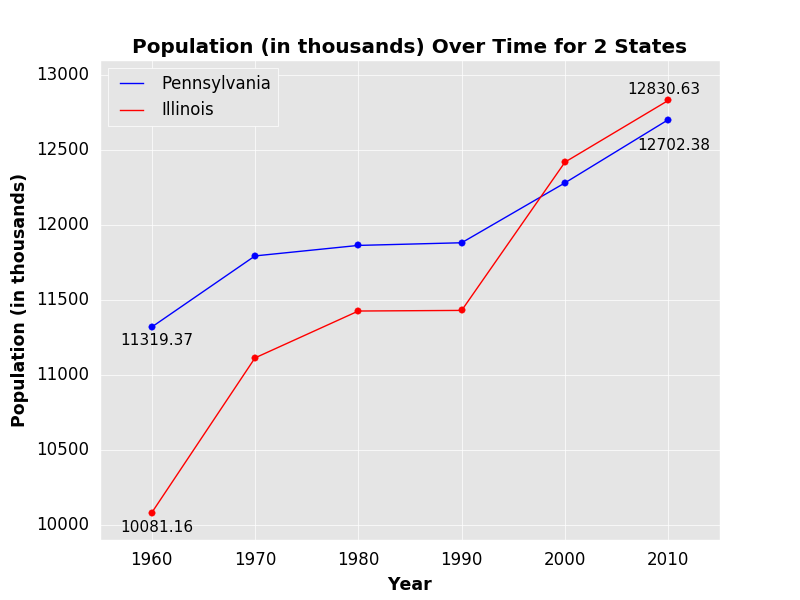 Population (in thousands) Over Time for 2 States
Pennsylvania
Illinois
Population (in thousands)
13000
12500
12000
11500
11000
10500
10000
12830.63
12702.38
11319.37
10081.16
1960 1970 1980 1990 2000 2010
Year